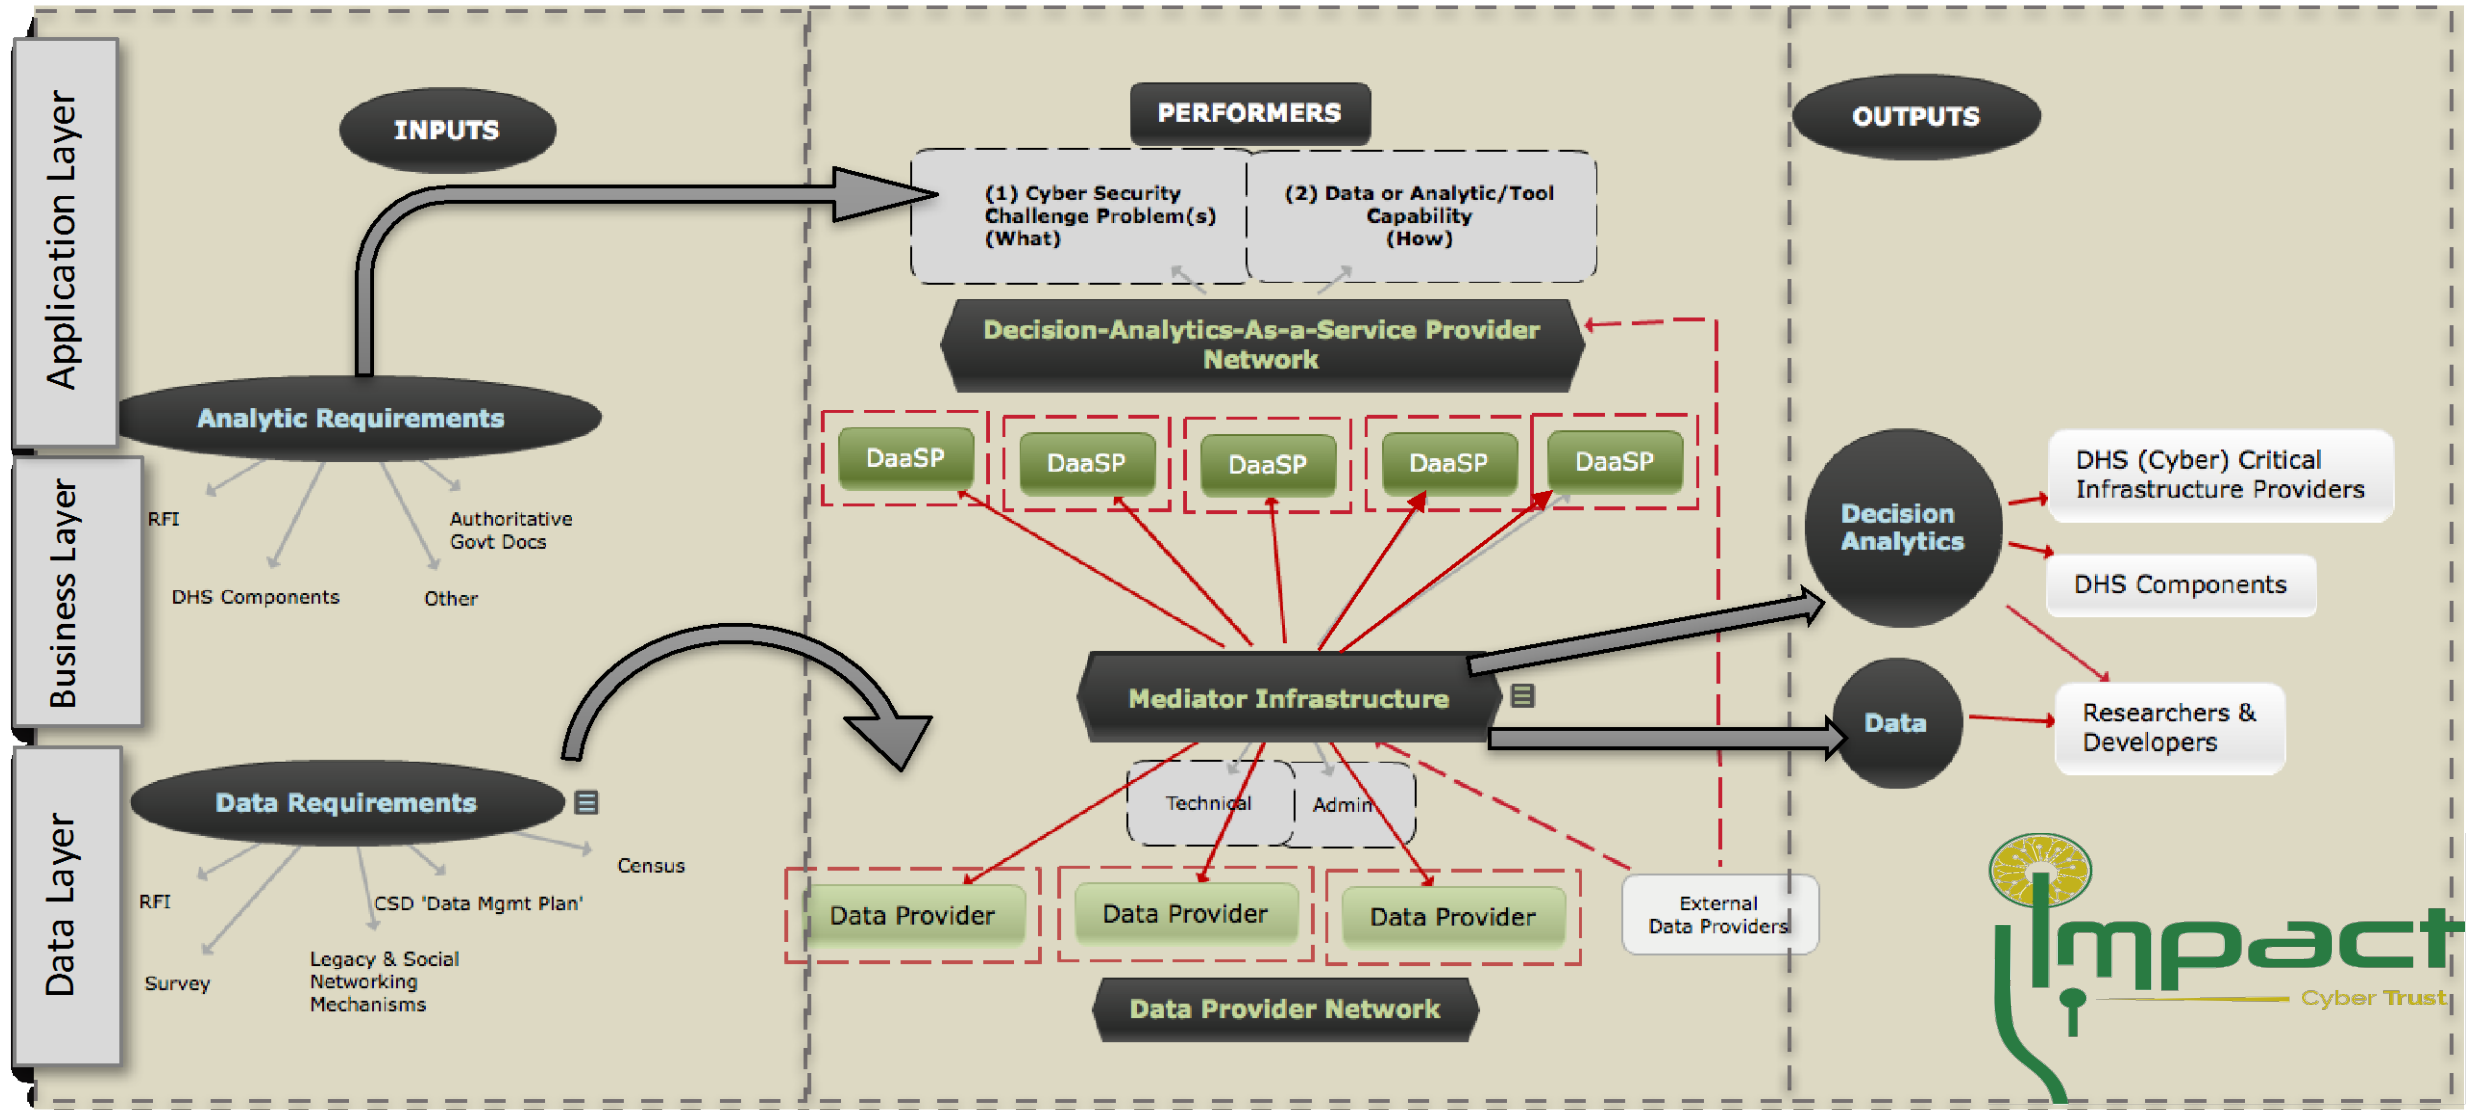 Application Layer
Business Layer
Data Layer
INPUTS
Analytic Requirements
RFI
DHS Components
Other
Authoritative
Govt Docs
Data Requirements
RFI
Survey
Legacy & Social
Networking
Mechanisms
CSD 'Data Mgmt Plan'
Census
PERFORMERS
(1) Cyber Security
Challenge Problem(s)
(What)
(2) Data or Analytic/Tool
Capability
(How)
Decision-Analytics-As-a-Service Provider
Network
DaaSP
DaaSP
DaaSP
DaaSP
DaaSP
Mediator Infrastructure
Technical
Admin
Data Provider
Data Provider
Data Provider
External
Data Providers
Data Provider Network
OUTPUTS
Decision
Analytics
DHS (Cyber) Critical
Infrastructure Providers
DHS Components
Data
Researchers &
Developers
Impact
Cyber Trust